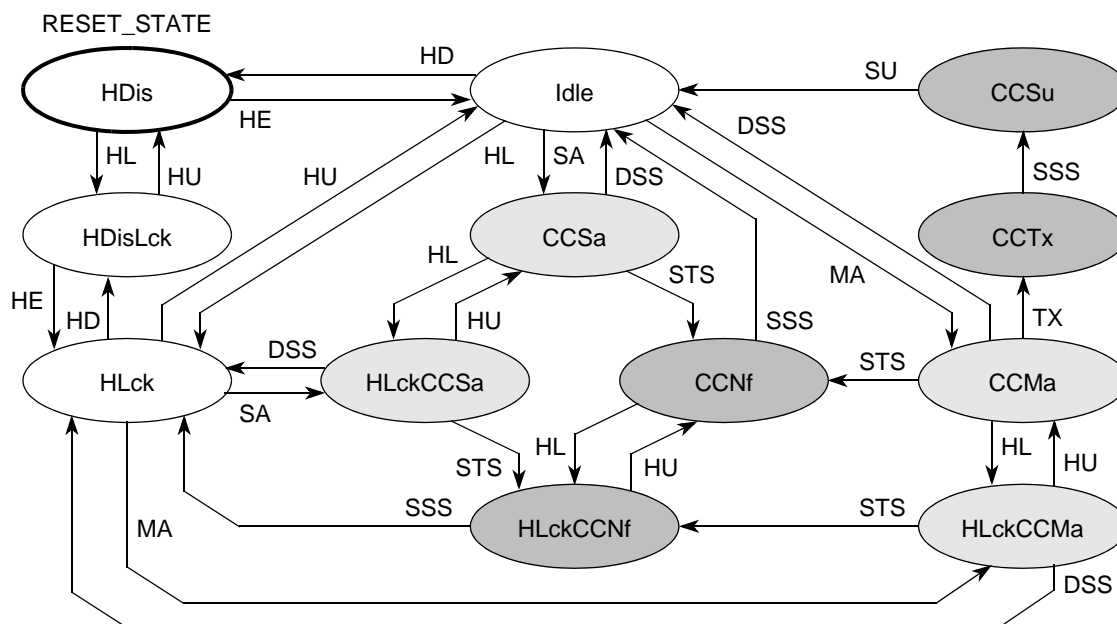 RESET_STATE
HD
SU
HDis
Idle
CCSu
HE
DSS
HL
HL
SA
HU
HU
DSS
SSS
HDisLck
CCSa
CCTx
HL
STS
MA
HE
HD
HU
SSS
TX
DSS
STS
HLck
HLckCCSa
CCNf
CCMa
SA
HL
HL
STS
HU
HU
SSS
STS
MA
HLckCCNf
HLckCCMa
DSS